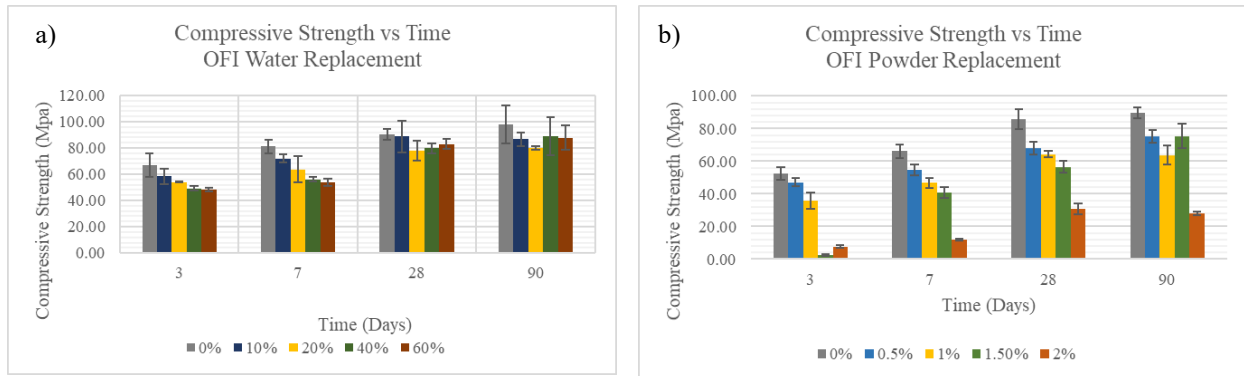 a)
Compressive Strength vs Time
OFI Water Replacement
Compressive Strength (Mpa)
120.00
100.00
80.00
60.00
40.00
20.00
0.00
3 7 28 90
Time (Days)
0% 10% 20% 40% 60%
b)
Compressive Strength vs Time
OFI Powder Replacement
Compressive Strength (Mpa)
100.00
80.00
60.00
40.00
20.00
0.00
3 7 28 90
Time (Days)
0% 0.5% 1% 1.50% 2%